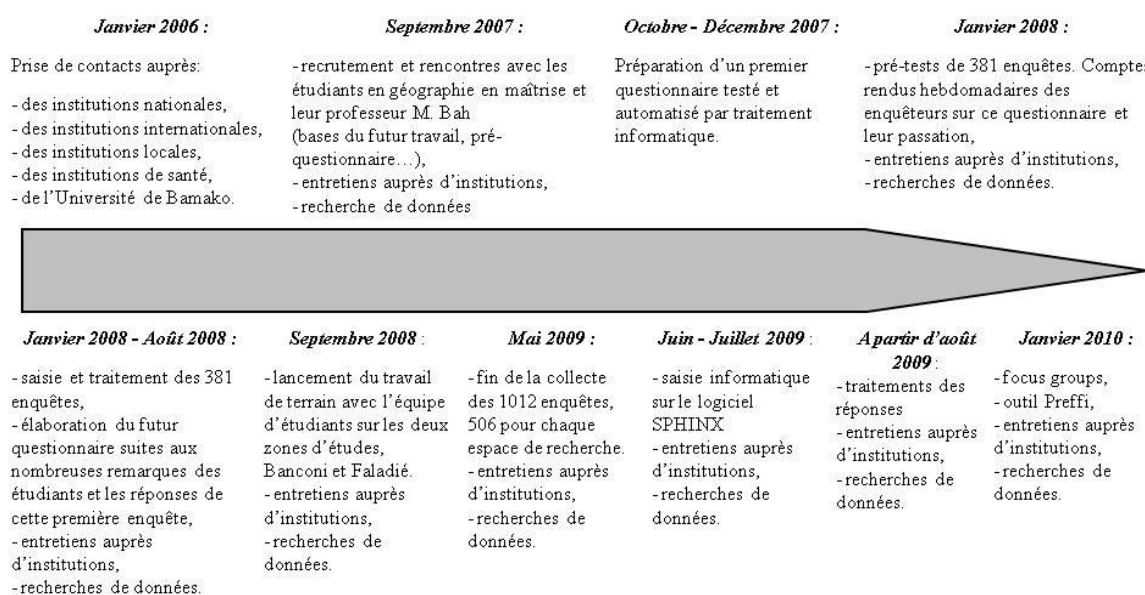 Janvier 2006 :
Prise de contacts auprès:
- des institutions nationales,
- des institutions internationales,
- des institutions locales,
- des institutions de santé,
- de l'Université de Bamako.
Septembre 2007 :
- recrutement et rencontres avec les
étudiants en géographie en maîtrise et
leur professeur M. Bah
(bases du futur travail, pré-
questionnaire…),
- entretiens auprès d'institutions,
- recherche de données
Octobre - Décembre 2007 :
Préparation d'un premier
questionnaire testé et
automatisé par traitement
informatique.
Janvier 2008 :
- pré-tests de 381 enquêtes. Comptes
rendus hebdomadaires des
enquêteurs sur ce questionnaire et
leur passation,
- entretiens auprès d'institutions,
- recherches de données.
Janvier 2008 - Août 2008 :
- saisie et traitement des 381
enquêtes,
- élaboration du futur
questionnaire suites aux
nombreuses remarques des
étudiants et les réponses de
cette première enquête,
- entretiens auprès
d'institutions,
- recherches de données.
Septembre 2008 :
- lancement du travail
de terrain avec l'équipe
d'étudiants sur les deux
zones d'études,
Banconi et Faladié.
- entretiens auprès
d'institutions,
- recherches de
données.
Mai 2009 :
- fin de la collecte
des 1012 enquêtes,
506 pour chaque
espace de recherche.
- entretiens auprès
d'institutions,
- recherches de
données.
Juin - Juillet 2009 :
- saisie informatique
sur le logiciel
SPHINX
- entretiens auprès
d'institutions,
- recherches de
données.
A partir d'août
2009 :
- traitements des
réponses
- entretiens auprès
d'institutions,
- recherches de
données.
Janvier 2010 :
- focus groups,
- outil Preffi,
- entretiens auprès
d'institutions,
- recherches de
données.